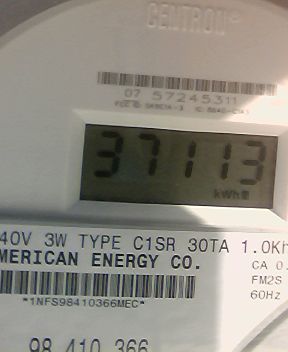 CENTRON®
07 57245311
37113
kWh
40V 3W TYPE C1SR 30TA 1.0Kh
MERICAN ENERGY CO.
CA 0.
FM2S
60Hz
*1NFS98410366MEC*
98 410 366